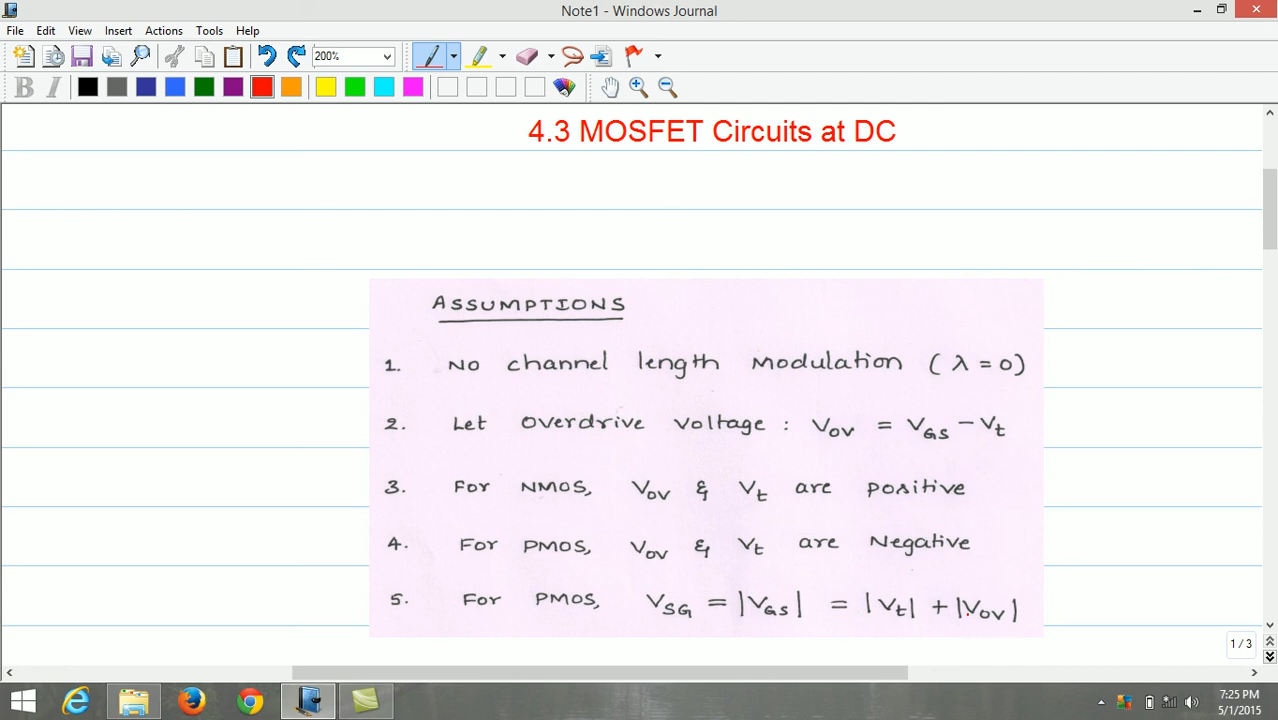 Note1 - Windows Journal
File Edit View Insert Actions Tools Help
200%
B I
4.3 MOSFET Circuits at DC
ASSUMPTIONS
1. No channel length Modulation ( λ = 0 )
2. Let overdrive voltage : VOV = VGS - Vt
3. For NMOS, VOV & Vt are positive
4. For PMOS, VOV & Vt are Negative
5. For PMOS, VSG = |VGS| = |Vt| + |VOV|
1 / 3
7:25 PM
5/1/2015